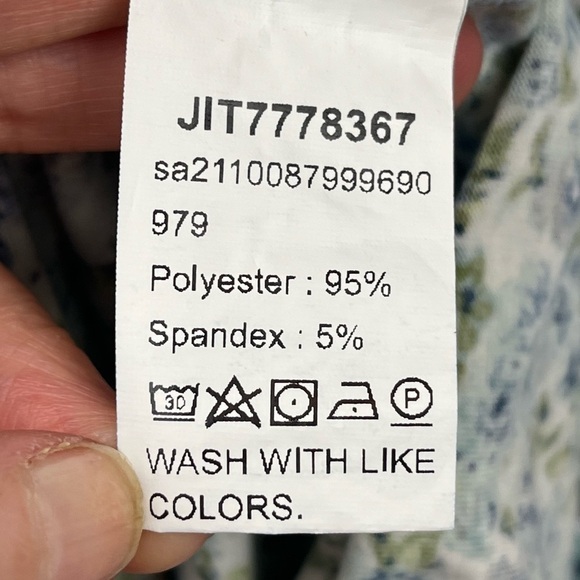 JIT7778367
sa2110087999690
979
Polyester : 95%
Spandex : 5%
30 P
WASH WITH LIKE
COLORS.